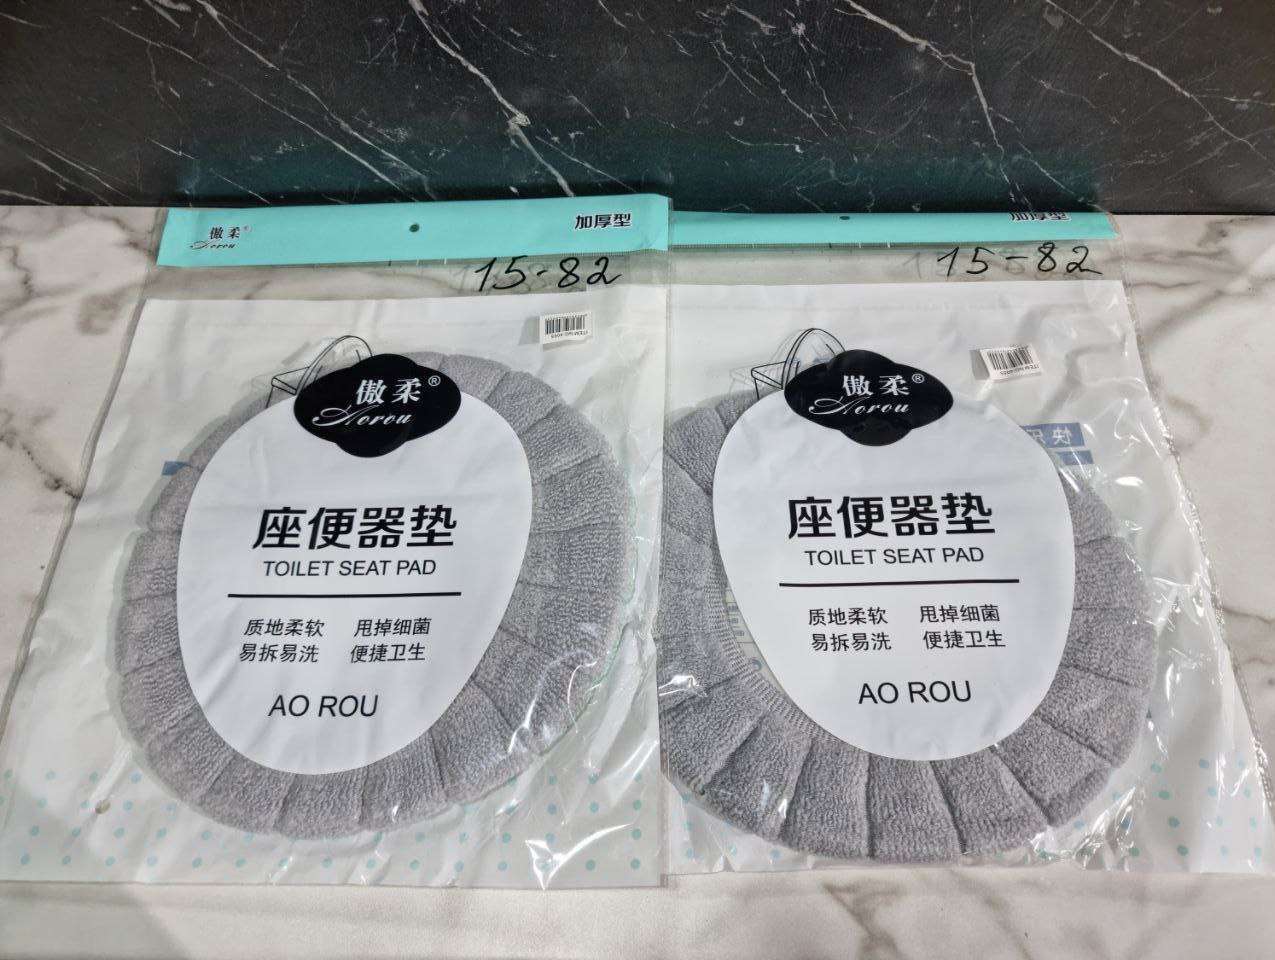 傲柔®
Aorou
加厚型
15-82
傲柔®
Aorou
座便器垫
TOILET SEAT PAD
质地柔软 甩掉细菌
易拆易洗 便捷卫生
AO ROU
加厚型
15-82
傲柔®
Aorou
座便器垫
TOILET SEAT PAD
质地柔软 甩掉细菌
易拆易洗 便捷卫生
AO ROU